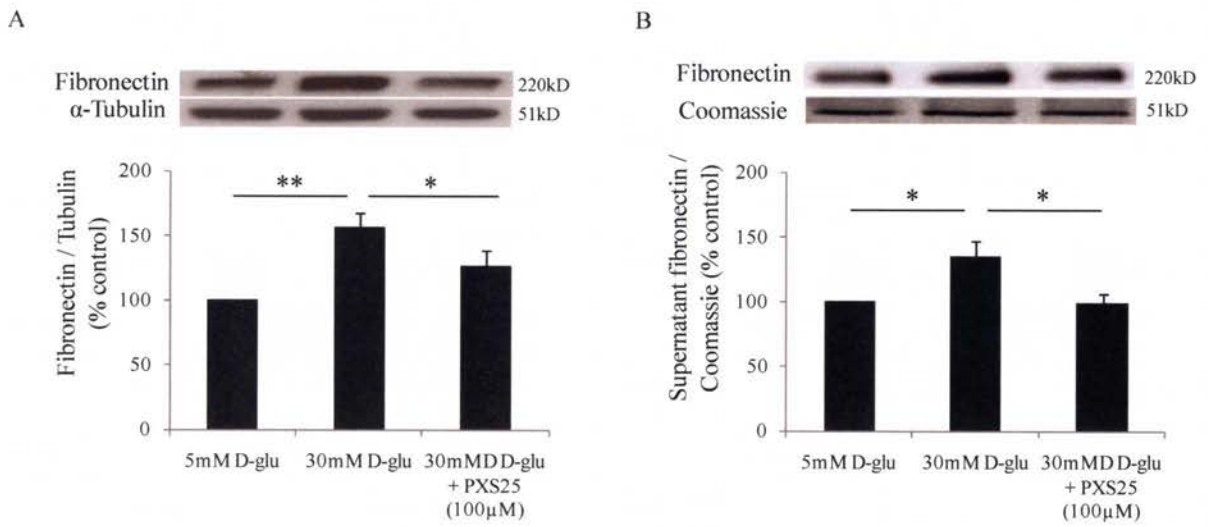 A
Fibronectin
220kD
α-Tubulin
51kD
Fibronectin / Tubulin
(% control)
200
150
100
50
0
**
*
5mM D-glu
30mM D-glu
30mMD D-glu
+ PXS25
(100µM)
B
Fibronectin
220kD
Coomassie
51kD
Supernatant fibronectin /
Coomassie (% control)
200
150
100
50
0
*
*
5mM D-glu
30mM D-glu
30mMD D-glu
+ PXS25
(100µM)